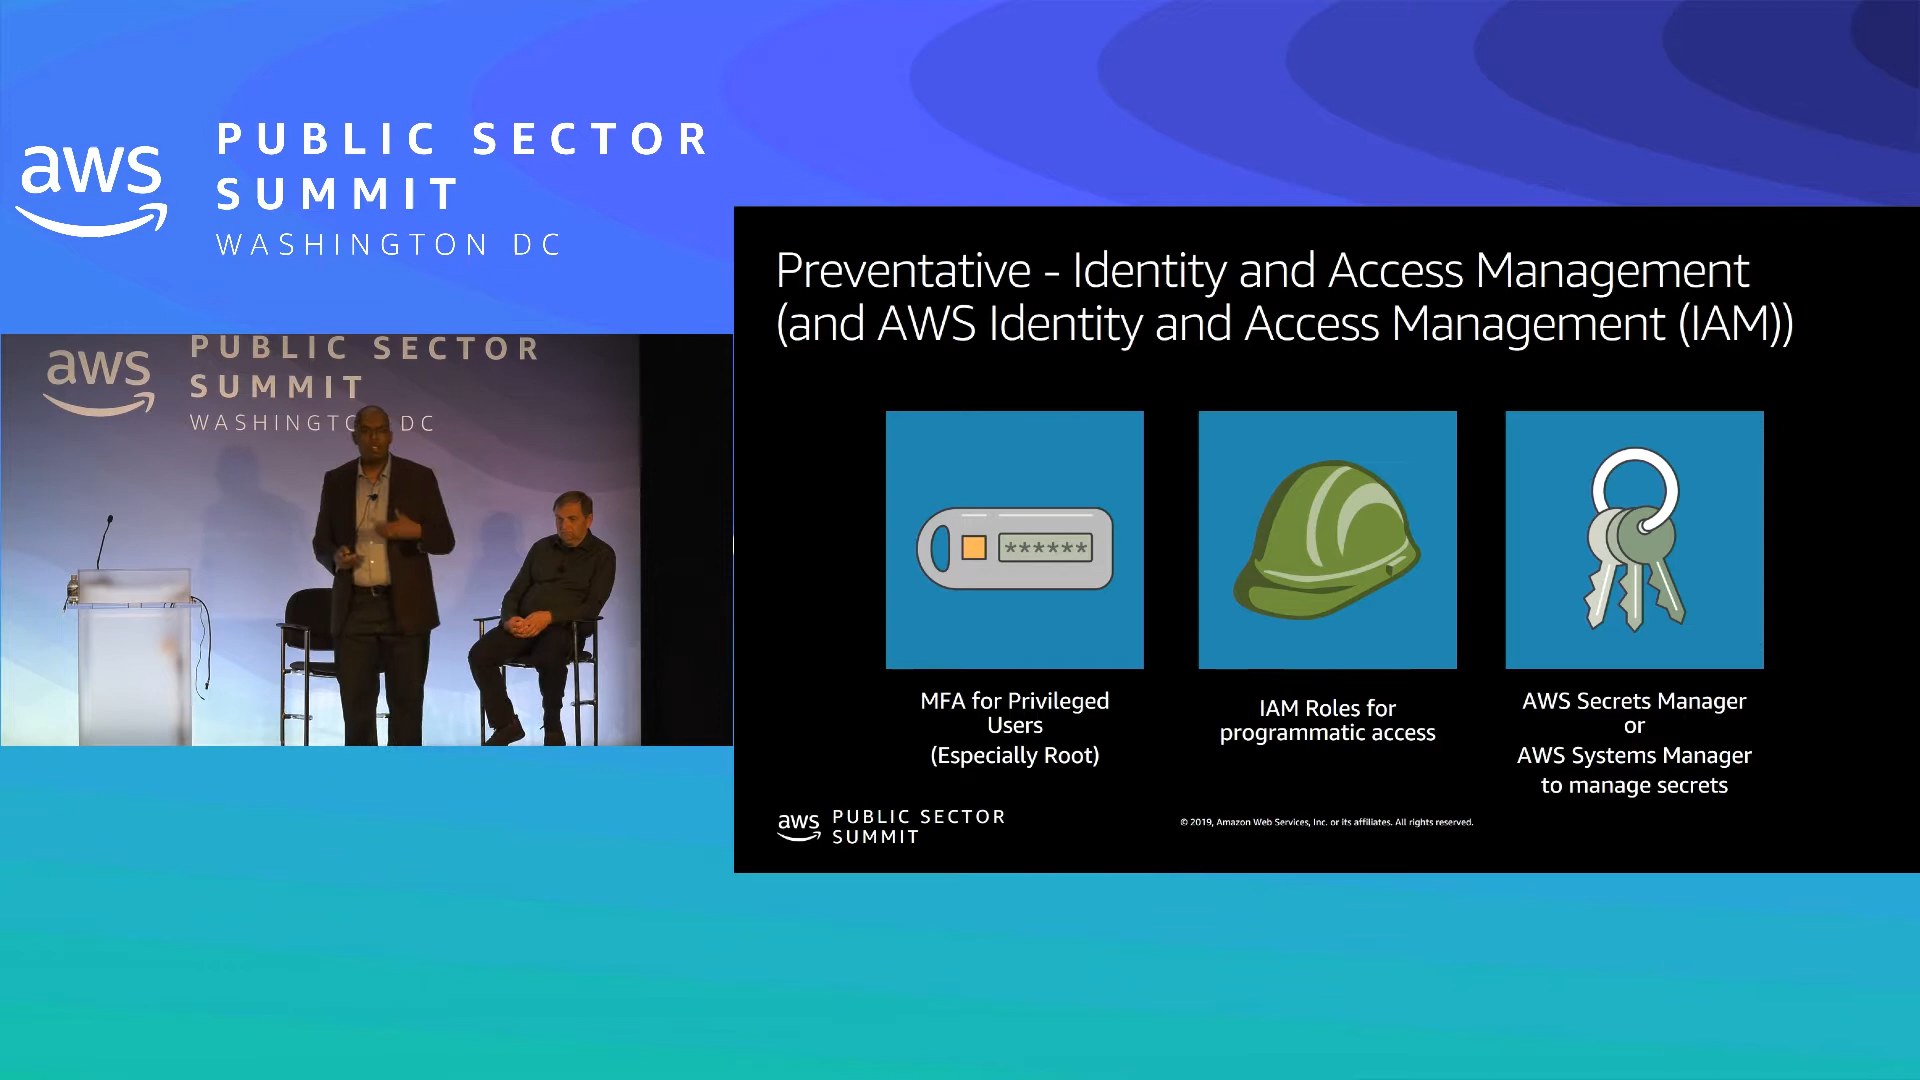 aws
PUBLIC SECTOR
SUMMIT
WASHINGTON DC
aws
PUBLIC SECTOR
SUMMIT
WASHINGTO DC
Preventative - Identity and Access Management
(and AWS Identity and Access Management (IAM))
******
MFA for Privileged
Users
(Especially Root)
IAM Roles for
programmatic access
AWS Secrets Manager
or
AWS Systems Manager
to manage secrets
aws
PUBLIC SECTOR
SUMMIT
© 2019, Amazon Web Services, Inc. or its affiliates. All rights reserved.